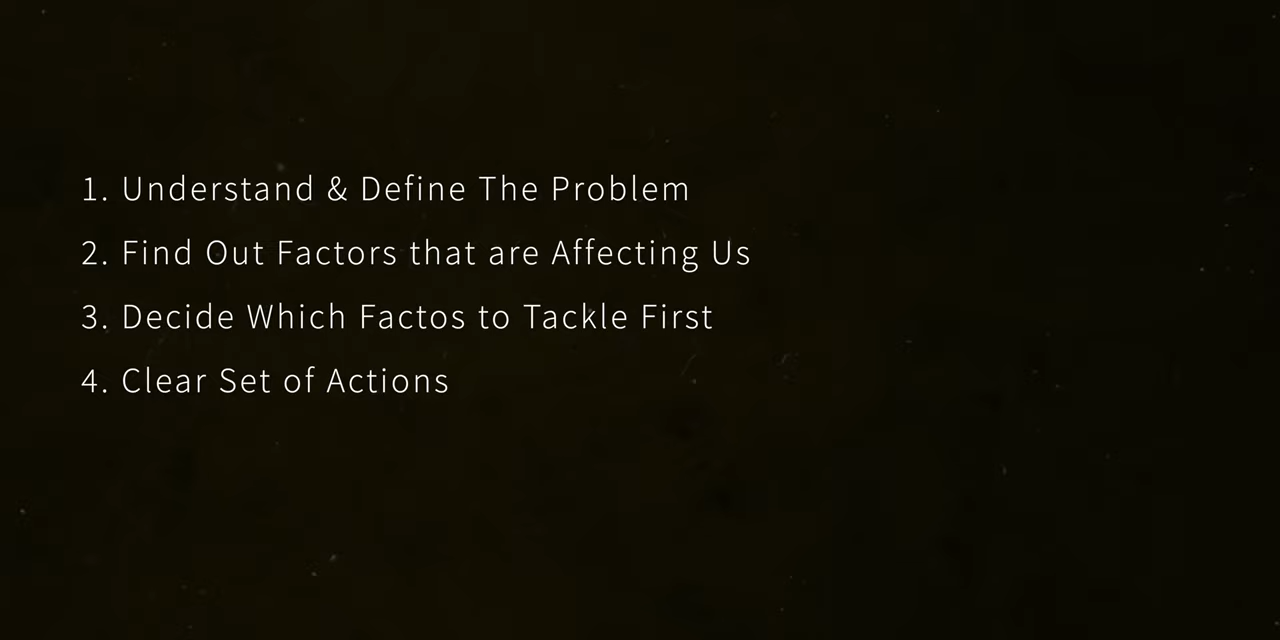 1. Understand & Define The Problem
2. Find Out Factors that are Affecting Us
3. Decide Which Factos to Tackle First
4. Clear Set of Actions